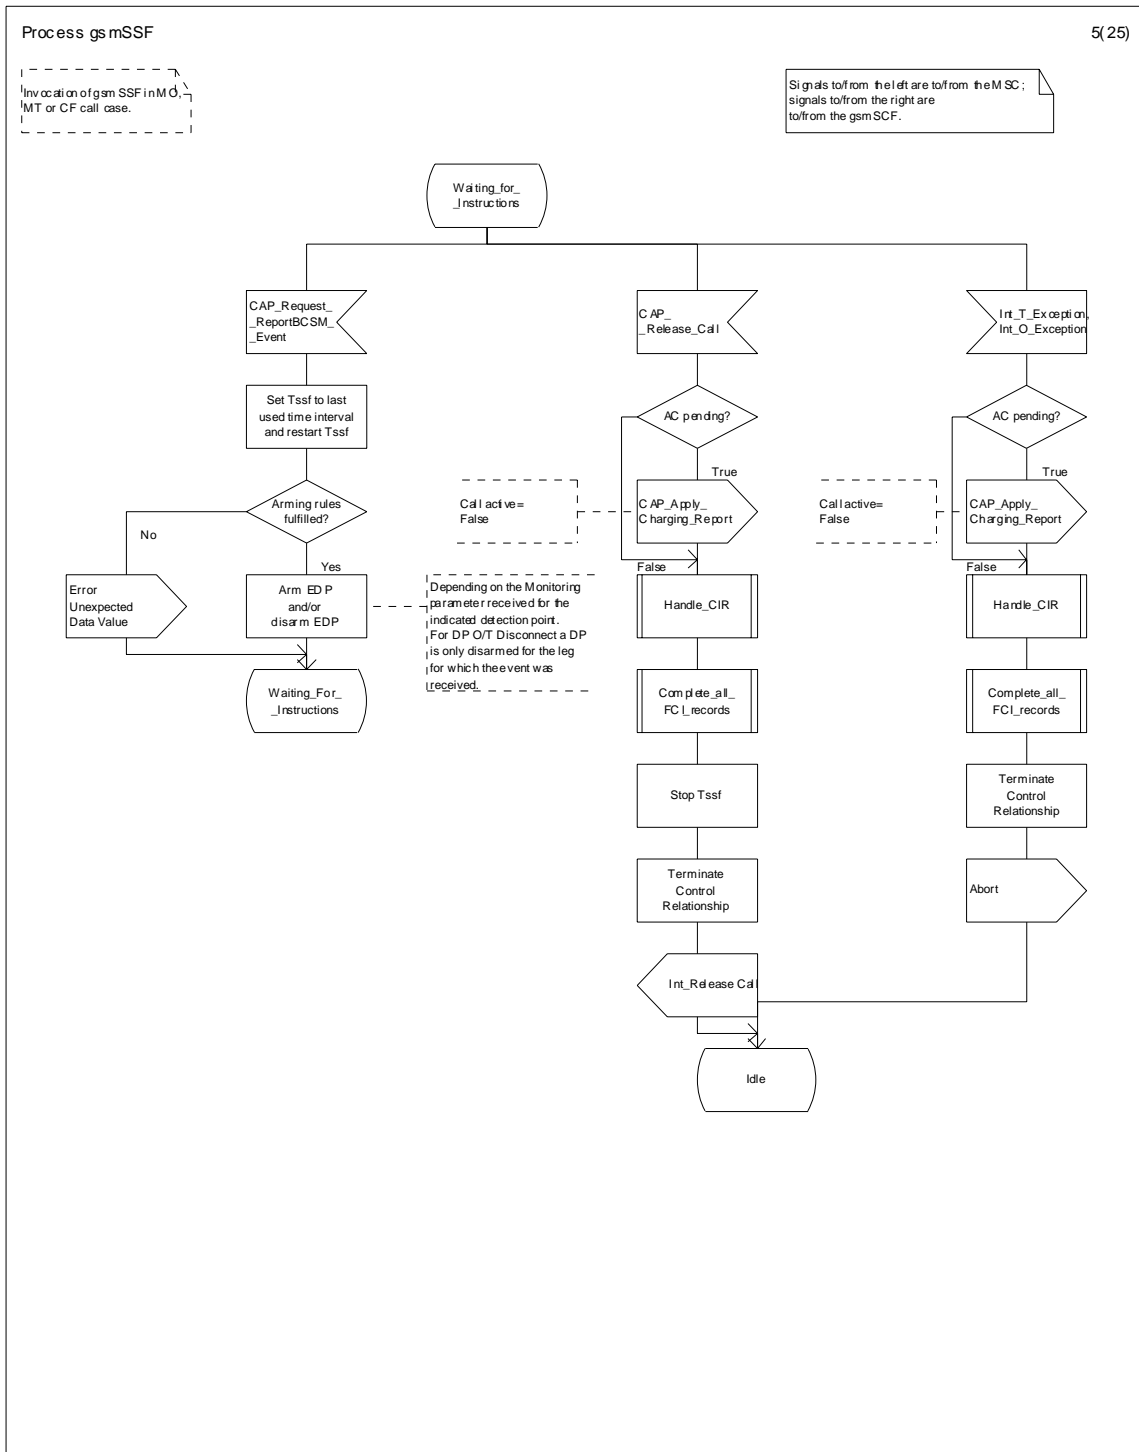 Process gsmSSF
5(25)
Invocation of gsmSSF in MO,
MT or CF call case.
Signals to/from the left are to/from the MSC;
signals to/from the right are
to/from the gsmSCF.
Waiting_for_
_Instructions
CAP_Request_
_ReportBCSM_
_Event
CAP_
_Release_Call
Int_T_Exception,
Int_O_Exception
Set Tssf to last
used time interval
and restart Tssf
AC pending?
AC pending?
True
True
Arming rules
fulfilled?
Call active=
False
CAP_Apply_
Charging_Report
Call active=
False
CAP_Apply_
Charging_Report
No
Yes
False
False
Error
Unexpected
Data Value
Arm EDP
and/or
disarm EDP
Depending on the Monitoring
parameter received for the
indicated detection point.
For DP O/T Disconnect a DP
is only disarmed for the leg
for which the event was
received.
Handle_CIR
Handle_CIR
Waiting_For_
_Instructions
Complete_all_
FCI_records
Complete_all_
FCI_records
Stop Tssf
Terminate
Control
Relationship
Terminate
Control
Relationship
Abort
Int_Release Call
Idle